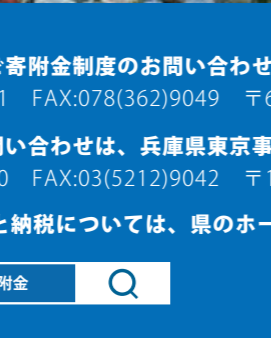 ご寄附金制度のお問い合わせ
1 FAX:078(362)9049 〒6
い合わせは、兵庫県東京事
0 FAX:03(5212)9042 〒1
と納税については、県のホー
附金